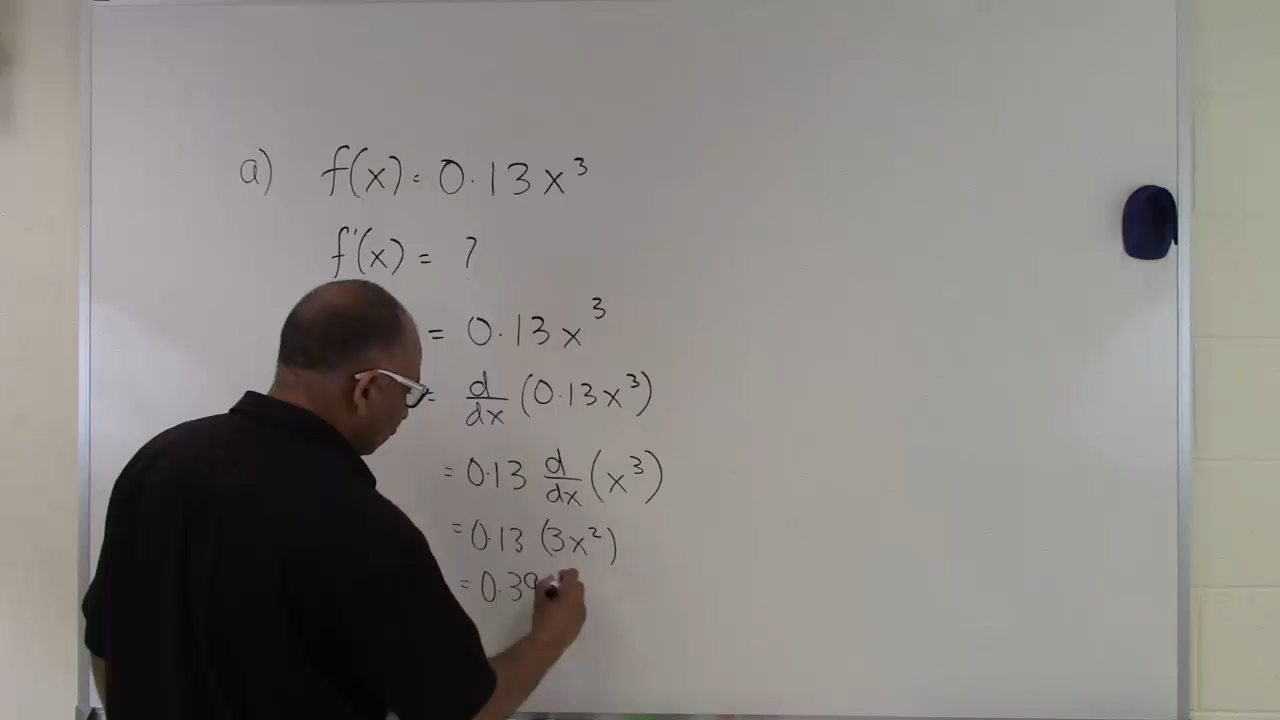 a) f(x) = 0.13x³
f'(x) = ?
= 0.13x³
= d/dx (0.13x³)
= 0.13 d/dx (x³)
= 0.13 (3x²)
= 0.39